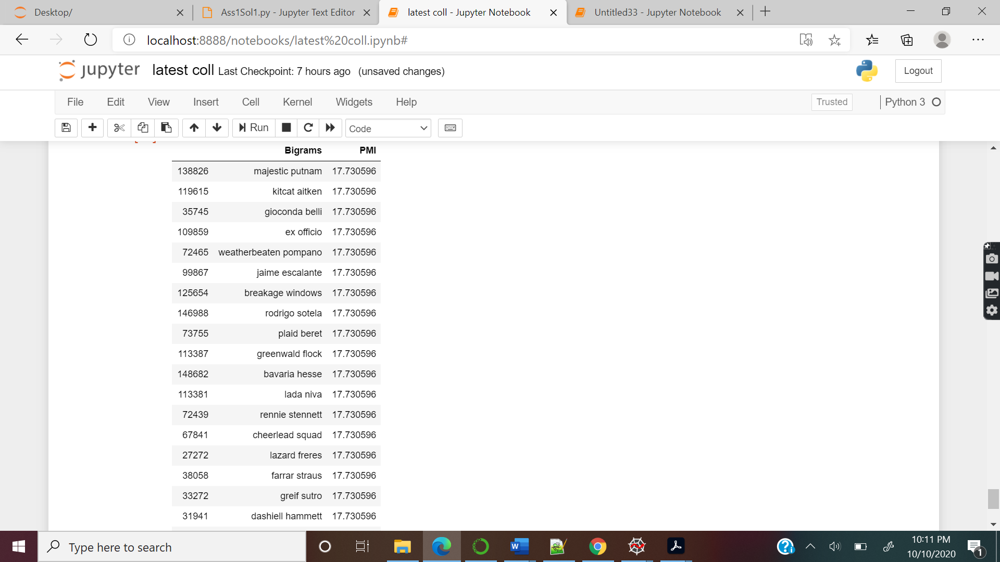 Desktop/
Ass1Sol1.py - Jupyter Text Editor
latest coll - Jupyter Notebook
Untitled33 - Jupyter Notebook
localhost:8888/notebooks/latest%20coll.ipynb#
jupyter latest coll Last Checkpoint: 7 hours ago (unsaved changes)
Logout
File Edit View Insert Cell Kernel Widgets Help
Trusted
Python 3
Run
Code
Bigrams PMI
138826 majestic putnam 17.730596
119615 kitcat aitken 17.730596
35745 gioconda belli 17.730596
109859 ex officio 17.730596
72465 weatherbeaten pompano 17.730596
99867 jaime escalante 17.730596
125654 breakage windows 17.730596
146988 rodrigo sotela 17.730596
73755 plaid beret 17.730596
113387 greenwald flock 17.730596
148682 bavaria hesse 17.730596
113381 lada niva 17.730596
72439 rennie stennett 17.730596
67841 cheerlead squad 17.730596
27272 lazard freres 17.730596
38058 farrar straus 17.730596
33272 greif sutro 17.730596
31941 dashiell hammett 17.730596
Type here to search
10:11 PM
10/10/2020
1